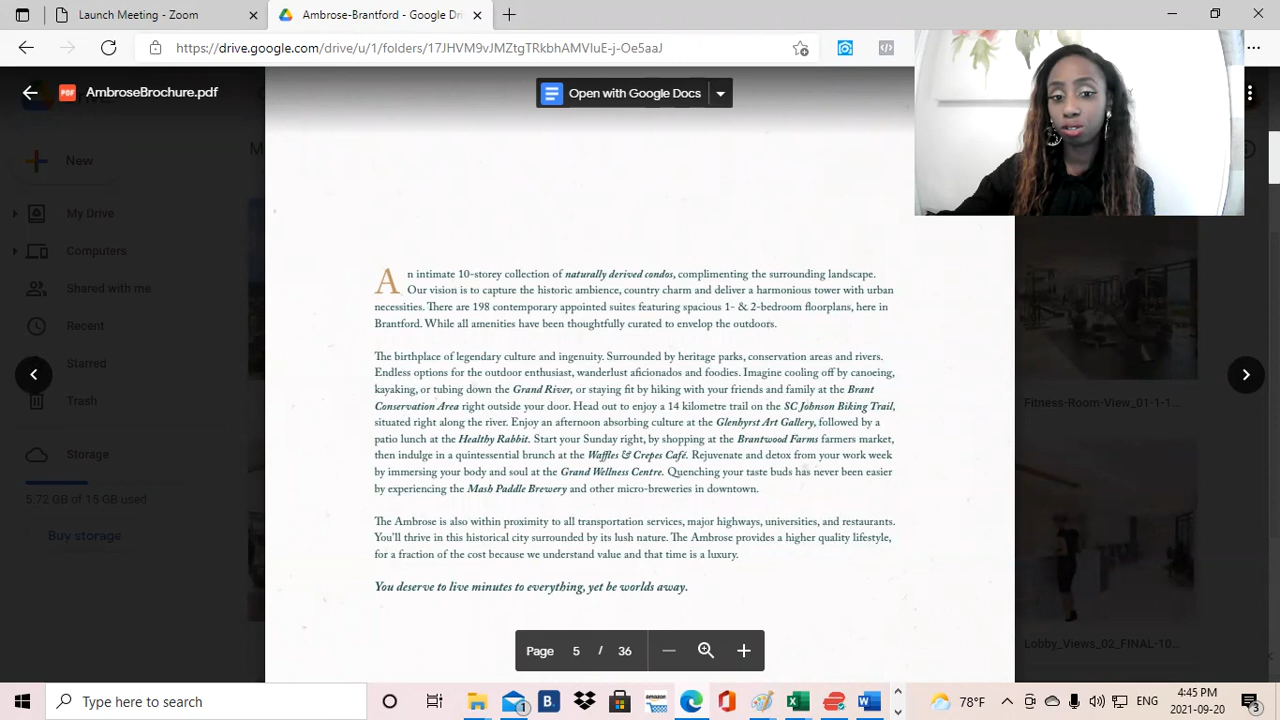 Launch Meeting - Zoom
Ambrose-Brochure.pdf - Google Dr
https://drive.google.com/drive/u/1/folders/17JHVM9vJMZtgTRkbhAMVIuE-j-Oe5aaJ
AmbroseBrochure.pdf
Open with Google Docs
New
My Drive
Computers
Shared with me
Recent
Starred
Trash
Storage
5.72 GB of 15 GB used
Buy storage
An intimate 10-storey collection of naturally derived condos, complimenting the surrounding landscape.
Our vision is to capture the historic ambience, country charm and deliver a harmonious tower with urban
necessities. There are 198 contemporary appointed suites featuring spacious 1- & 2-bedroom floorplans, here in
Brantford. While all amenities have been thoughtfully curated to envelop the outdoors.
The birthplace of legendary culture and ingenuity. Surrounded by heritage parks, conservation areas and rivers.
Endless options for the outdoor enthusiast, wanderlust aficionados and foodies. Imagine cooling off by canoeing,
kayaking, or tubing down the Grand River, or staying fit by hiking with your friends and family at the Brant
Conservation Area right outside your door. Head out to enjoy a 14 kilometre trail on the SC Johnson Biking Trail,
situated right along the river. Enjoy an afternoon absorbing culture at the Glenhyrst Art Gallery, followed by a
patio lunch at the Healthy Rabbit. Start your Sunday right, by shopping at the Brantwood Farms farmers market,
then indulge in a quintessential brunch at the Waffles & Crepes Café. Rejuvenate and detox from your work week
by immersing your body and soul at the Grand Wellness Centre. Quenching your taste buds has never been easier
by experiencing the Mash Paddle Brewery and other micro-breweries in downtown.
The Ambrose is also within proximity to all transportation services, major highways, universities, and restaurants.
You'll thrive in this historical city surrounded by its lush nature. The Ambrose provides a higher quality lifestyle,
for a fraction of the cost because we understand value and that time is a luxury.
You deserve to live minutes to everything, yet be worlds away.
Fitness-Room-View_01-1-1...
Lobby_Views_02_FINAL-10...
Page 5 / 36
Type here to search
B.
amazon
1
78°F
ENG
4:45 PM
2021-09-20
3